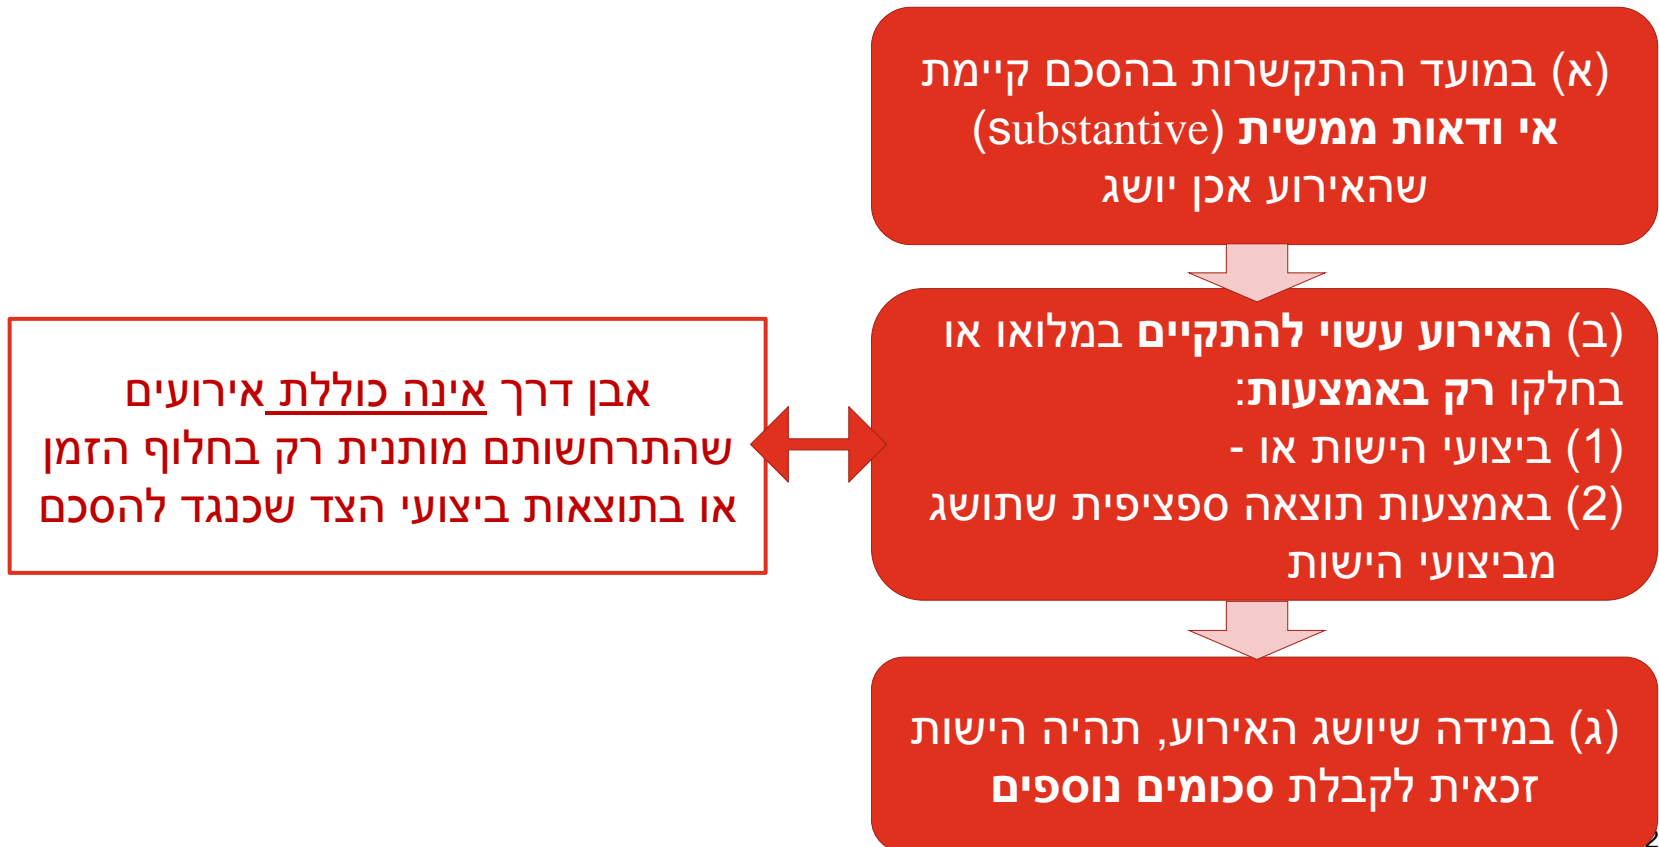 (א) במועד ההתקשרות בהסכם קיימת
אי ודאות ממשית (substantive)
שהאירוע אכן יושג
(ב) האירוע עשוי להתקיים במלואו או
בחלקו רק באמצעות:
(1) ביצועי הישות או -
(2) באמצעות תוצאה ספציפית שתושג
מביצועי הישות
אבן דרך אינה כוללת אירועים
שהתרחשותם מותנית רק בחלוף הזמן
או בתוצאות ביצועי הצד שכנגד להסכם
(ג) במידה שיושג האירוע, תהיה הישות
זכאית לקבלת סכומים נוספים
2